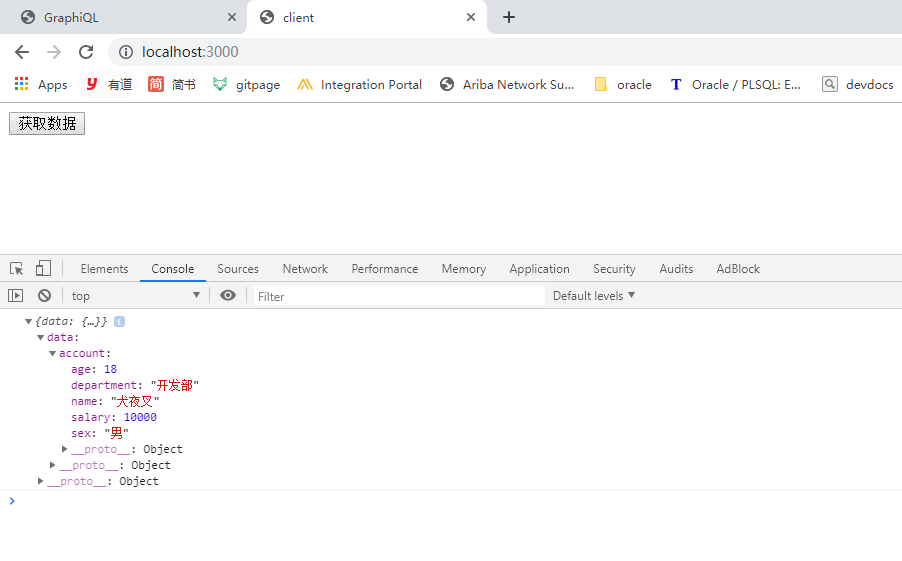 GraphiQL client
localhost:3000
Apps 有道 简书 gitpage Integration Portal Ariba Network Su... oracle Oracle / PLSQL: E... devdocs
获取数据
Elements Console Sources Network Performance Memory Application Security Audits AdBlock
top Filter Default levels
{data: {…}}
data:
account:
age: 18
department: "开发部"
name: "犬夜叉"
salary: 10000
sex: "男"
__proto__: Object
__proto__: Object
__proto__: Object